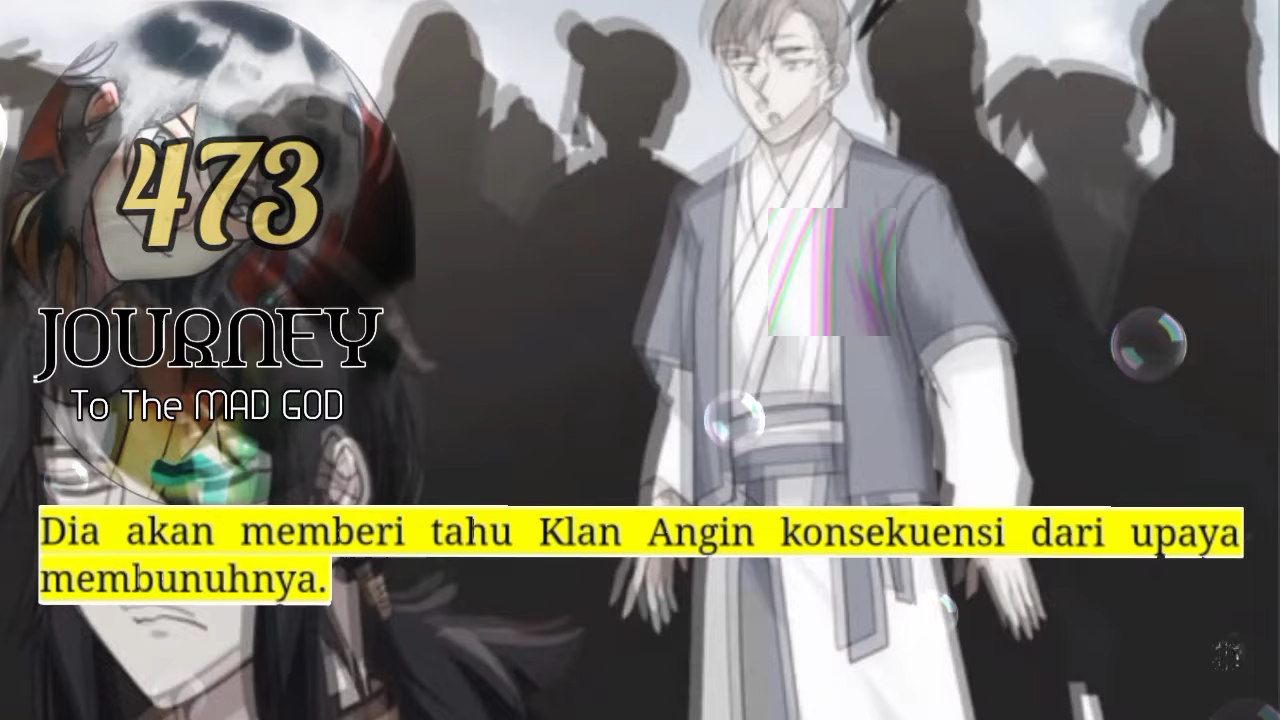 473
JOURNEY
To The MAD GOD
Dia akan memberi tahu Klan Angin konsekuensi dari upaya
membunuhnya.